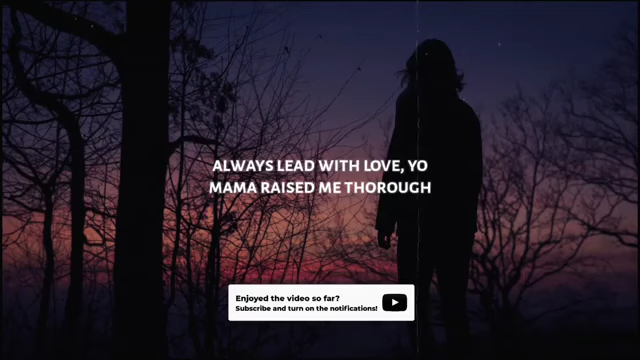 ALWAYS LEAD WITH LOVE, YO
MAMA RAISED ME THOROUGH
Enjoyed the video so far?
Subscribe and turn on the notifications!